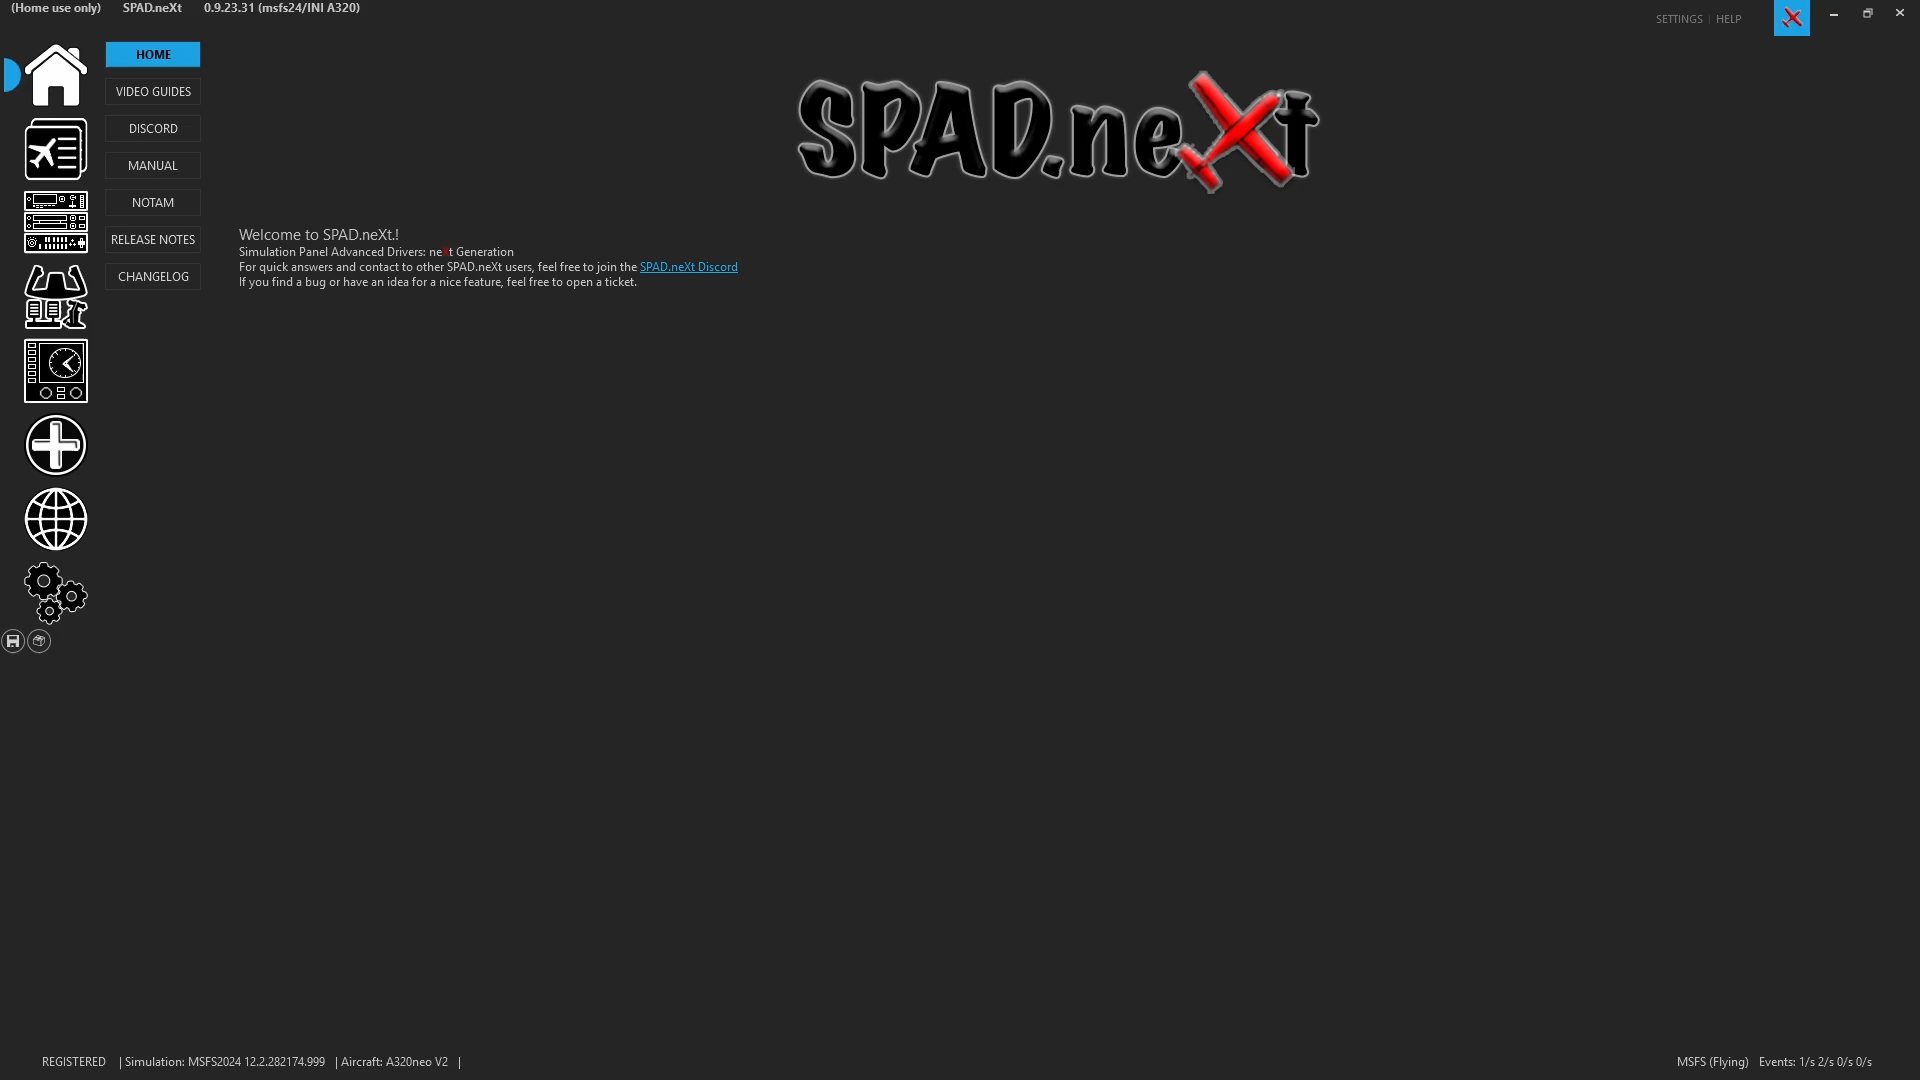 (Home use only) SPAD.neXt 0.9.23.31 (msfs24/INI A320)
SETTINGS | HELP
HOME
VIDEO GUIDES
DISCORD
MANUAL
NOTAM
RELEASE NOTES
CHANGELOG
SPAD.neXt
Welcome to SPAD.neXt.!
Simulation Panel Advanced Drivers: neXt Generation
For quick answers and contact to other SPAD.neXt users, feel free to join the SPAD.neXt Discord
If you find a bug or have an idea for a nice feature, feel free to open a ticket.
REGISTERED | Simulation: MSFS2024 12.2.282174.999 | Aircraft: A320neo V2 |
MSFS (Flying) Events: 1/s 2/s 0/s 0/s